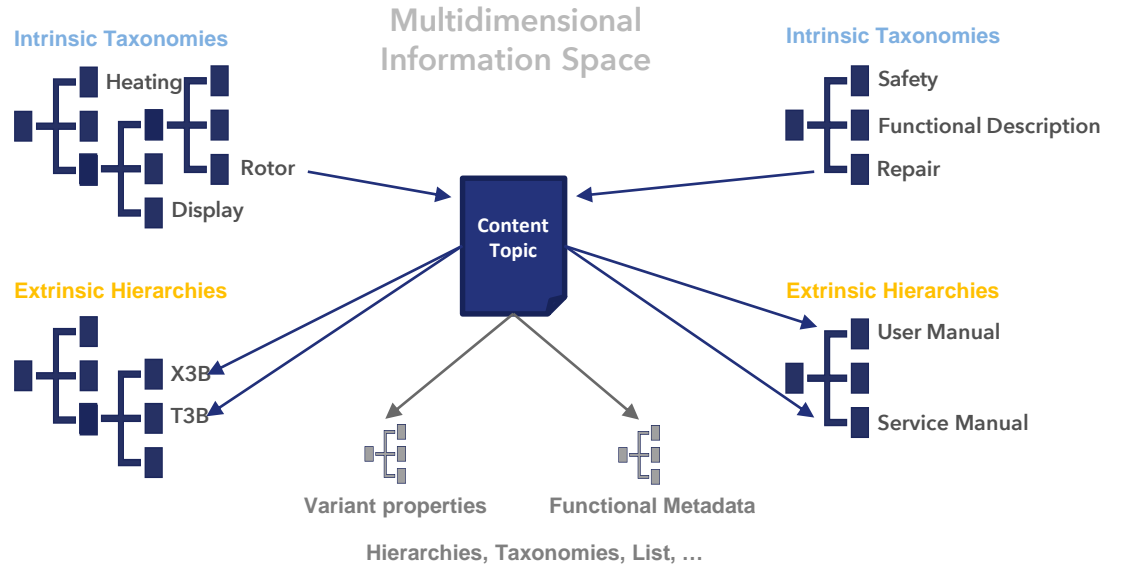 Multidimensional
Information Space
Intrinsic Taxonomies
Heating
Rotor
Display
Intrinsic Taxonomies
Safety
Functional Description
Repair
Content
Topic
Extrinsic Hierarchies
X3B
T3B
Extrinsic Hierarchies
User Manual
Service Manual
Variant properties
Functional Metadata
Hierarchies, Taxonomies, List, ...